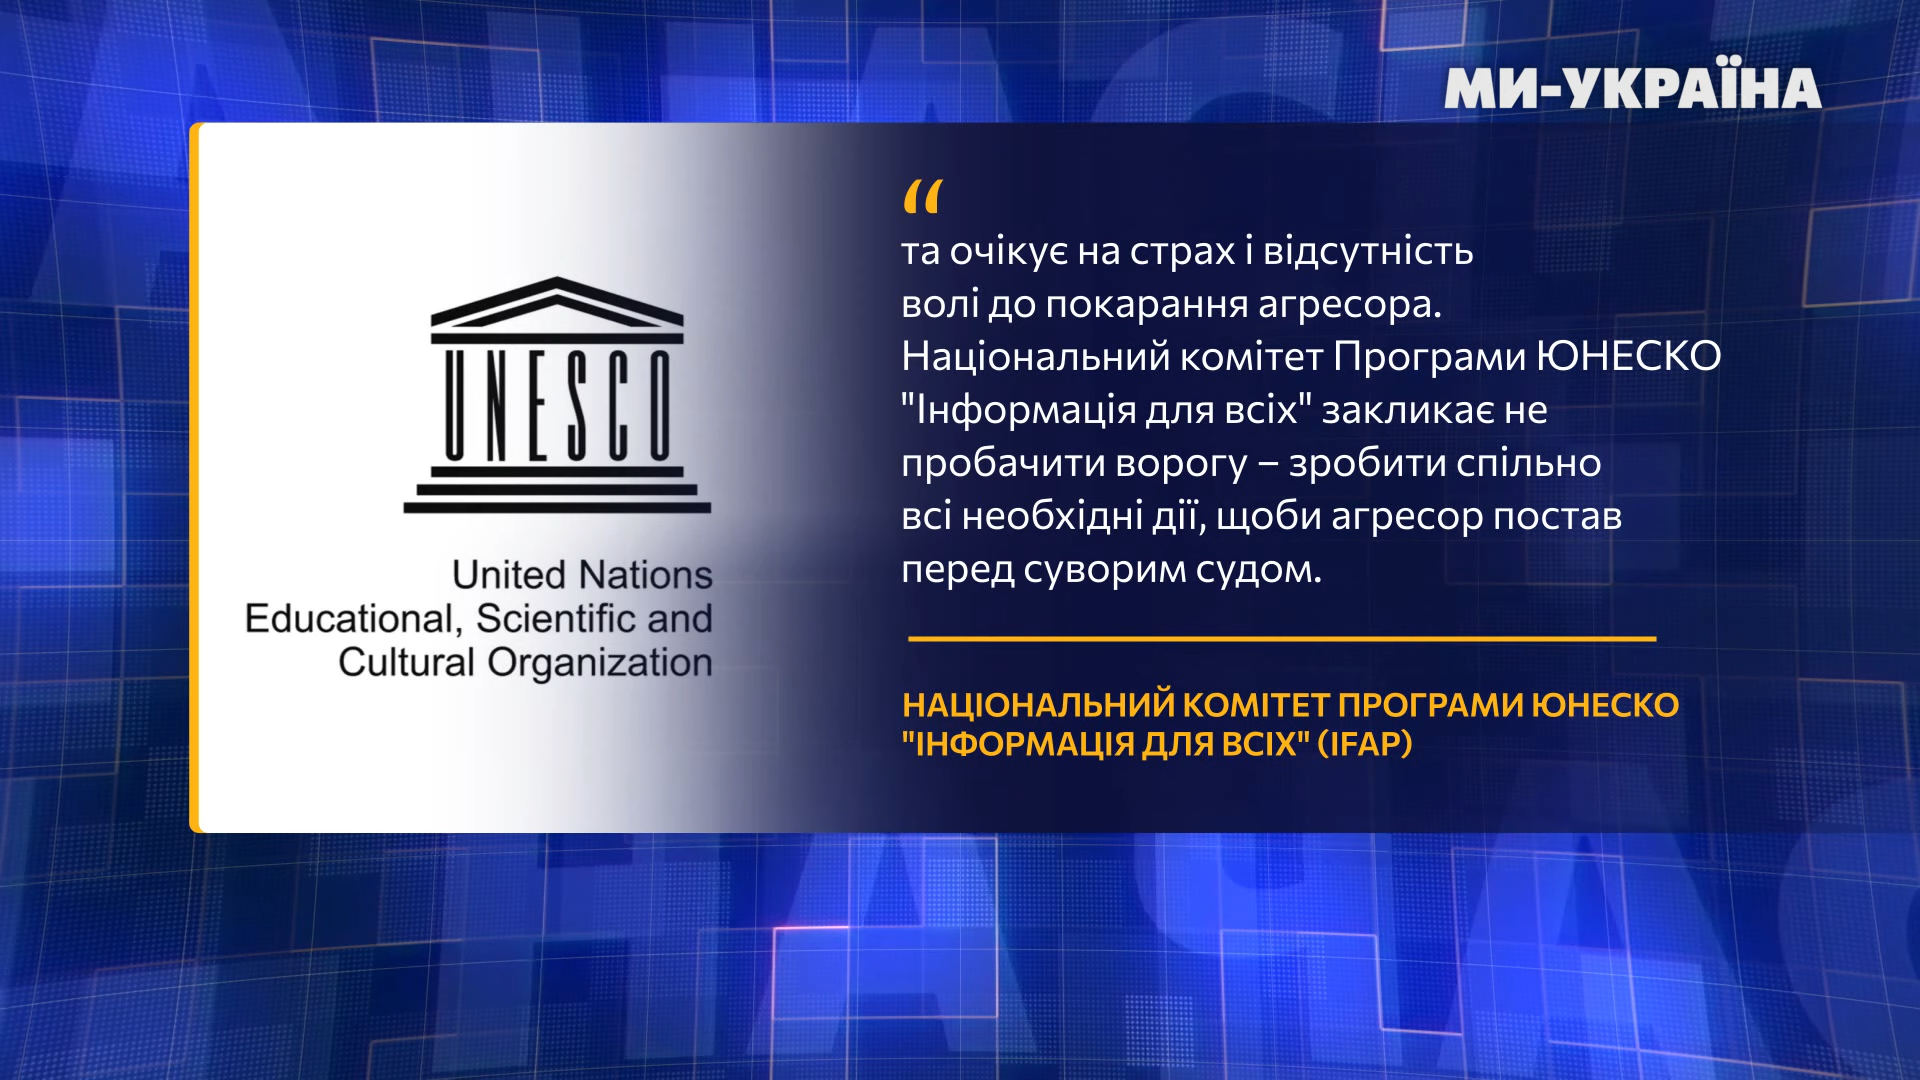 МИ-УКРАЇНА
“
та очікує на страх і відсутність
волі до покарання агресора.
Національний комітет Програми ЮНЕСКО
"Інформація для всіх" закликає не
пробачити ворогу – зробити спільно
всі необхідні дії, щоби агресор постав
перед суворим судом.
НАЦІОНАЛЬНИЙ КОМІТЕТ ПРОГРАМИ ЮНЕСКО
"ІНФОРМАЦІЯ ДЛЯ ВСІХ" (IFAP)
UNESCO
United Nations
Educational, Scientific and
Cultural Organization